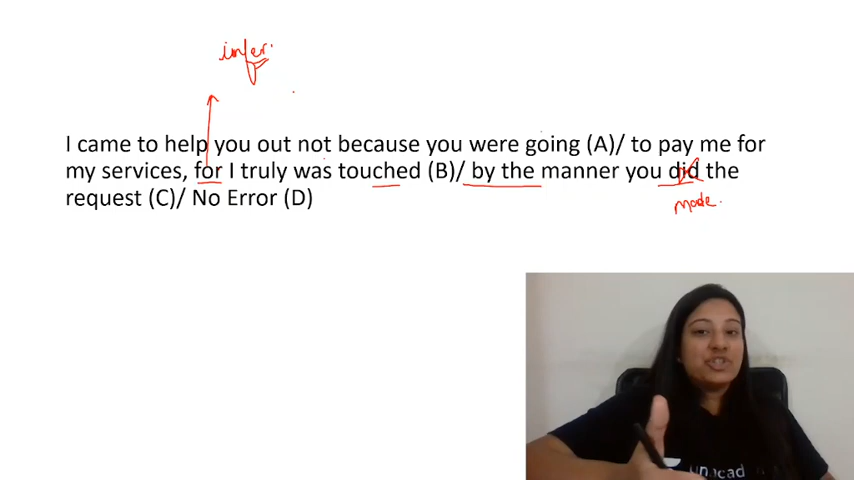 infer.
I came to help you out not because you were going (A)/ to pay me for
my services, for I truly was touched (B)/ by the manner you did the
made.
request (C)/ No Error (D)
unacad